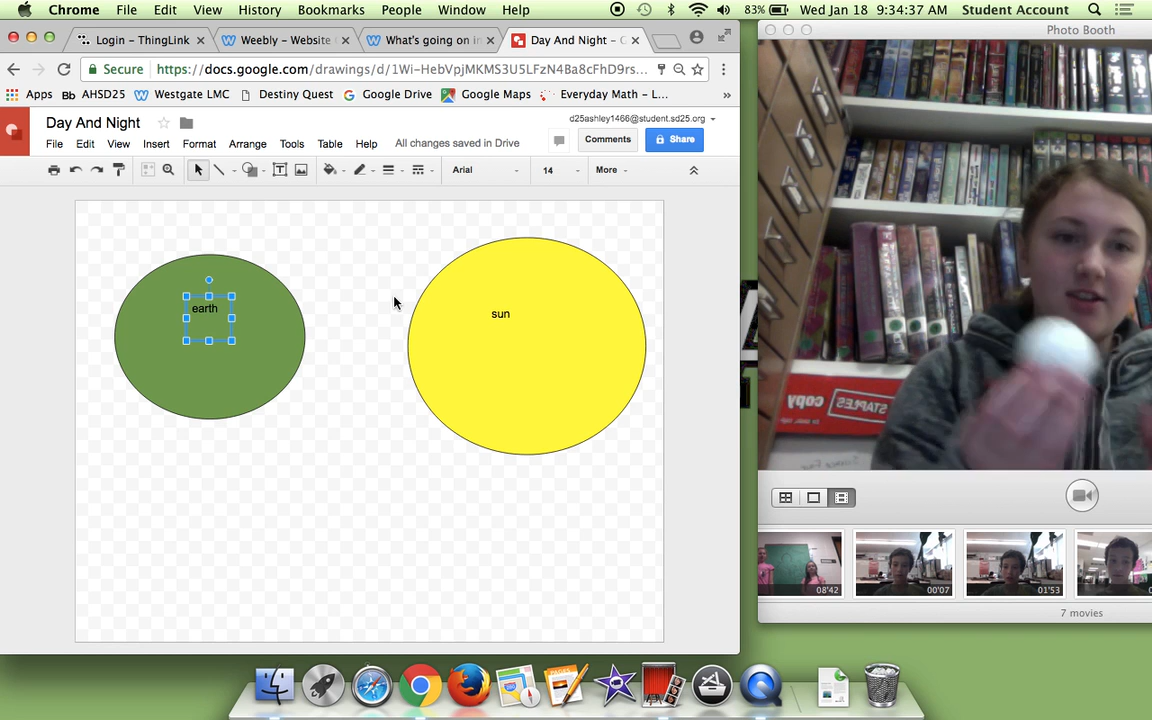 Chrome File Edit View History Bookmarks People Window Help 83% Wed Jan 18 9:34:37 AM Student Account
Login – ThingLink Weebly – Website What's going on in Day And Night – G
Secure https://docs.google.com/drawings/d/1Wi-HebVpjMKMS3U5LFzN4Ba8cFhD9rs...
Apps Bb AHSD25 Westgate LMC Destiny Quest Google Drive Google Maps Everyday Math – L... »
Day And Night
d25ashley1466@student.sd25.org
File Edit View Insert Format Arrange Tools Table Help All changes saved in Drive
Comments Share
Arial 14 More
earth
sun
Photo Booth
STAPLES copy
08'42 00'07 01'53
7 movies
PAGES